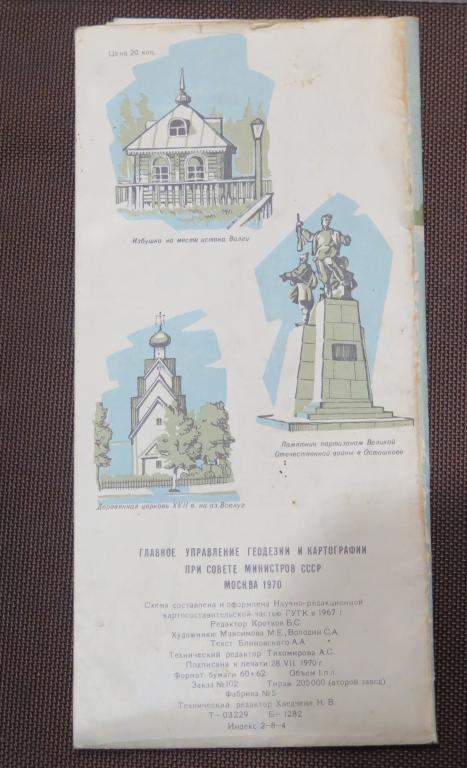 Цена 20 коп.
Избушка на месте истока Волги
Памятник партизанам Великой
Отечественной войны в Осташкове
Деревянная церковь XVII в. на оз. Вселуг
ГЛАВНОЕ УПРАВЛЕНИЕ ГЕОДЕЗИИ И КАРТОГРАФИИ
ПРИ СОВЕТЕ МИНИСТРОВ СССР
МОСКВА 1970
Схема составлена и оформлена Научно-редакционной
картосоставительской частью ГУГК в 1967 г.
Редактор Кротков Б.С.
Художники: Максимова М.Е., Володин С.А.
Текст Блиновского А.А.
Технический редактор Тихомирова А.С.
Подписана к печати 28.VII.1970 г.
Формат бумаги 60×62 Объем 1 п.л.
Заказ №102 Тираж 205000 (второй завод)
Фабрика №5
Технический редактор Хведчина Н. В.
Т—03229 Б—1282
Индекс 2—8—4